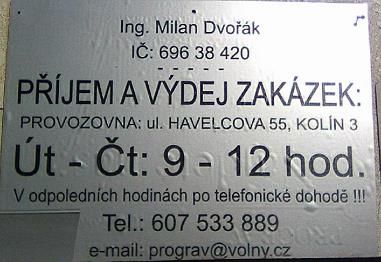 Ing. Milan Dvořák
IČ: 696 38 420
- - - - -
PŘÍJEM A VÝDEJ ZAKÁZEK:
PROVOZOVNA: ul. HAVELCOVA 55, KOLÍN 3
Út - Čt: 9 - 12 hod.
V odpoledních hodinách po telefonické dohodě !!!
Tel.: 607 533 889
e-mail: prograv@volny.cz